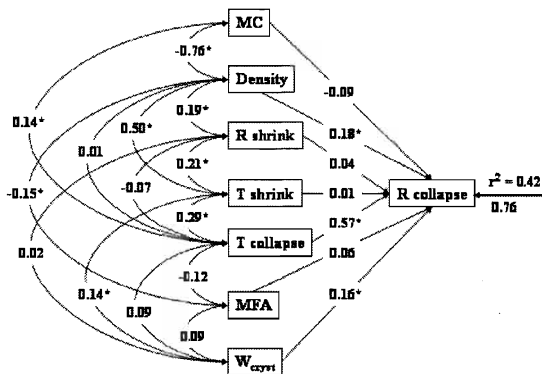 MC
-0.76*
Density
-0.09
0.14*
0.01
0.50*
0.19*
0.18*
R shrink
0.04
0.21*
-0.15*
-0.07
T shrink
0.01
R collapse
r² = 0.42
0.76
0.29*
0.57*
0.02
T collapse
0.06
-0.12
0.16*
0.14*
0.09
MFA
0.09
Wcryst